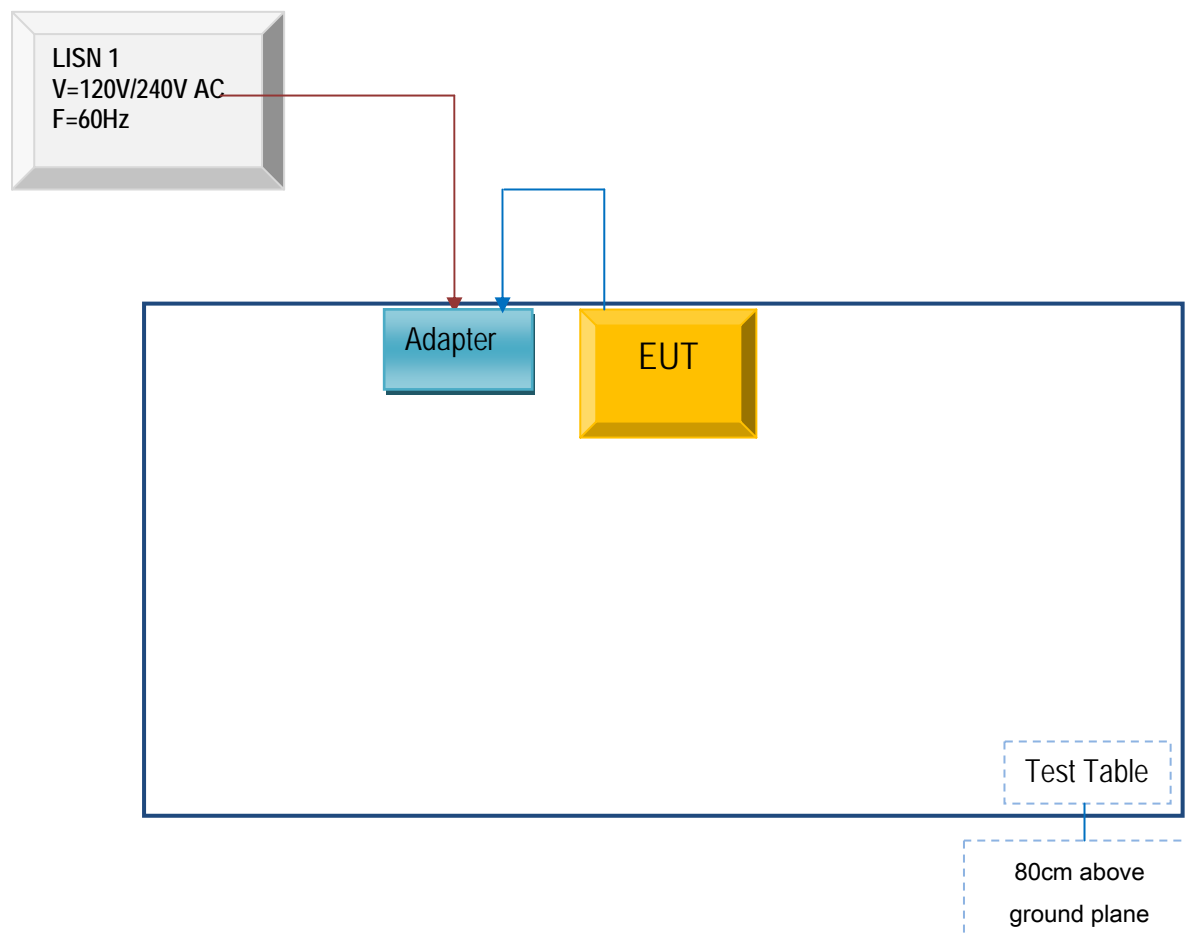 LISN 1
V=120V/240V AC
F=60Hz
Adapter
EUT
Test Table
80cm above
ground plane